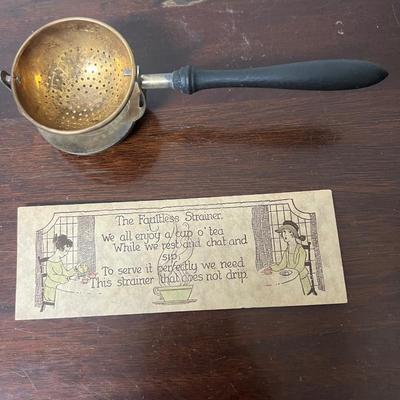 The Faultless Strainer.
We all enjoy a cup o' tea
While we rest and chat and
sip.
To serve it perfectly we need
This strainer that does not drip.